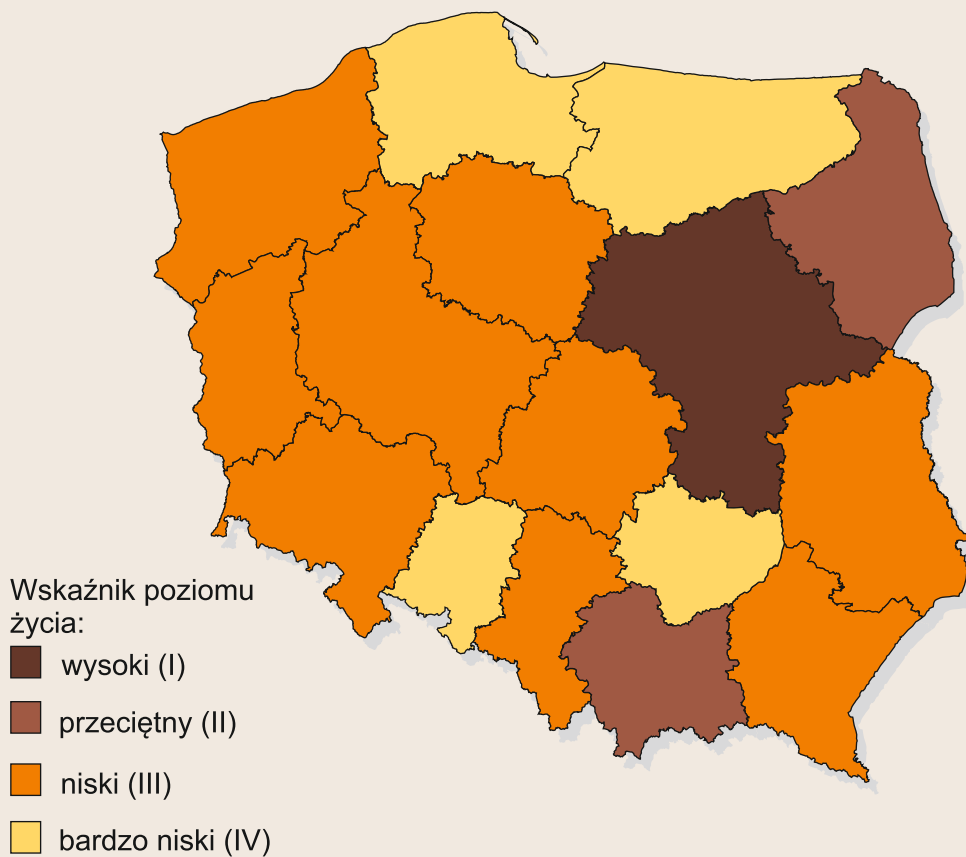 Wskaźnik poziomu
życia:
wysoki (I)
przeciętny (II)
niski (III)
bardzo niski (IV)